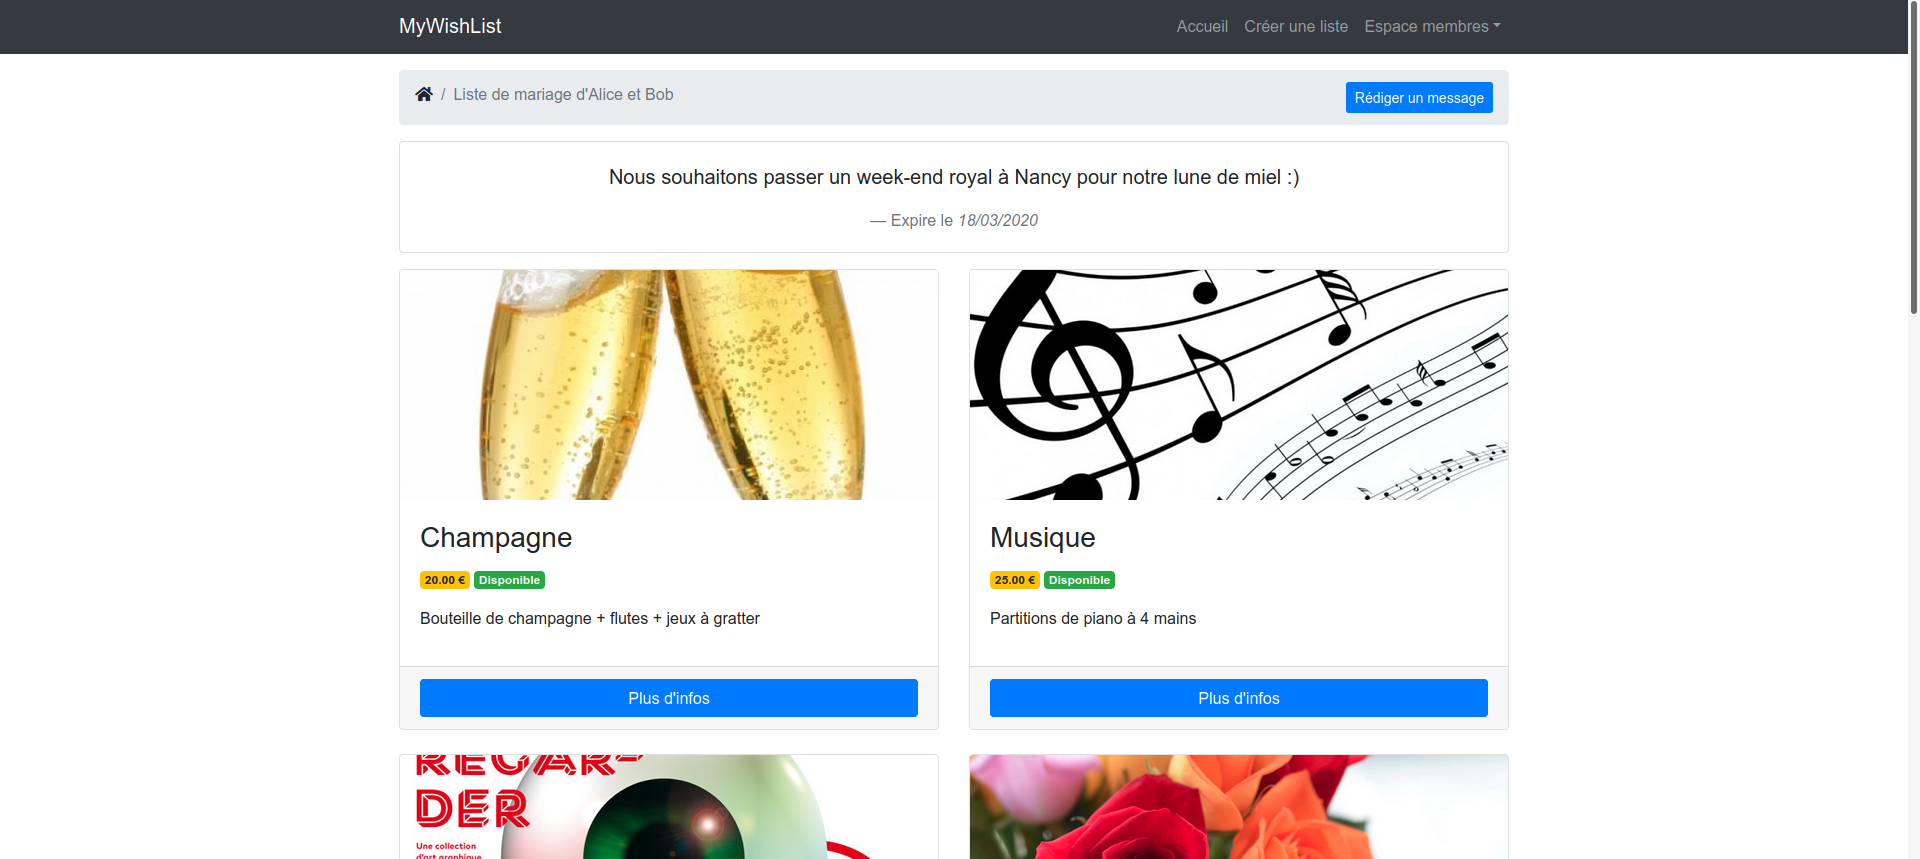 MyWishList
Accueil Créer une liste Espace membres
/ Liste de mariage d'Alice et Bob
Rédiger un message
Nous souhaitons passer un week-end royal à Nancy pour notre lune de miel :)
— Expire le 18/03/2020
Champagne
20.00 € Disponible
Bouteille de champagne + flutes + jeux à gratter
Plus d'infos
Musique
25.00 € Disponible
Partitions de piano à 4 mains
Plus d'infos
REGAR-
DER
Une collection
d'art graphique